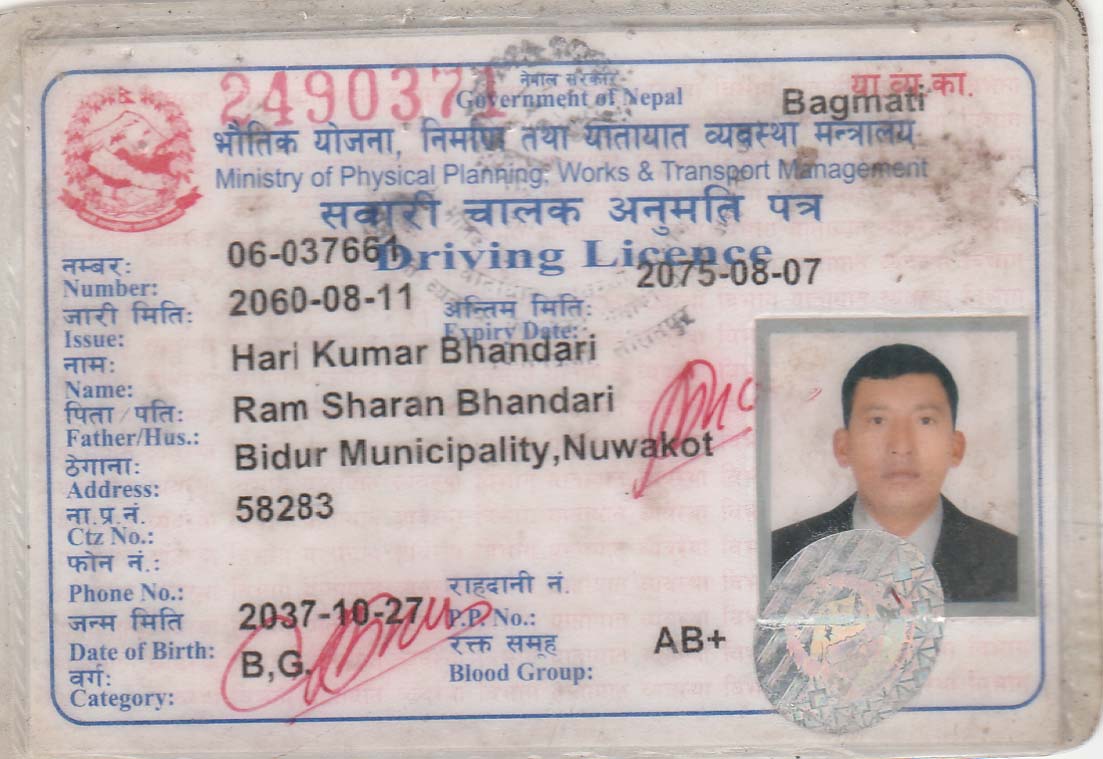 2490371
नेपाल सरकार
या.व्य.का.
Government of Nepal
Bagmati
भौतिक योजना, निर्माण तथा यातायात व्यवस्था मन्त्रालय
Ministry of Physical Planning, Works & Transport Management
सवारी चालक अनुमति पत्र
Driving Licence
नम्बर:
Number: 06-037661
जारी मिति:
Issue: 2060-08-11
अन्तिम मिति:
Expiry Date: 2075-08-07
नाम:
Name: Hari Kumar Bhandari
पिता/पति:
Father/Hus.: Ram Sharan Bhandari
ठेगाना:
Address: Bidur Municipality,Nuwakot
ना.प्र.नं.
Ctz No.: 58283
फोन नं.:
Phone No.:
राहदानी नं.
P.P. No.:
जन्म मिति
Date of Birth: 2037-10-27
रक्त समूह
Blood Group: AB+
वर्ग:
Category: B,G.